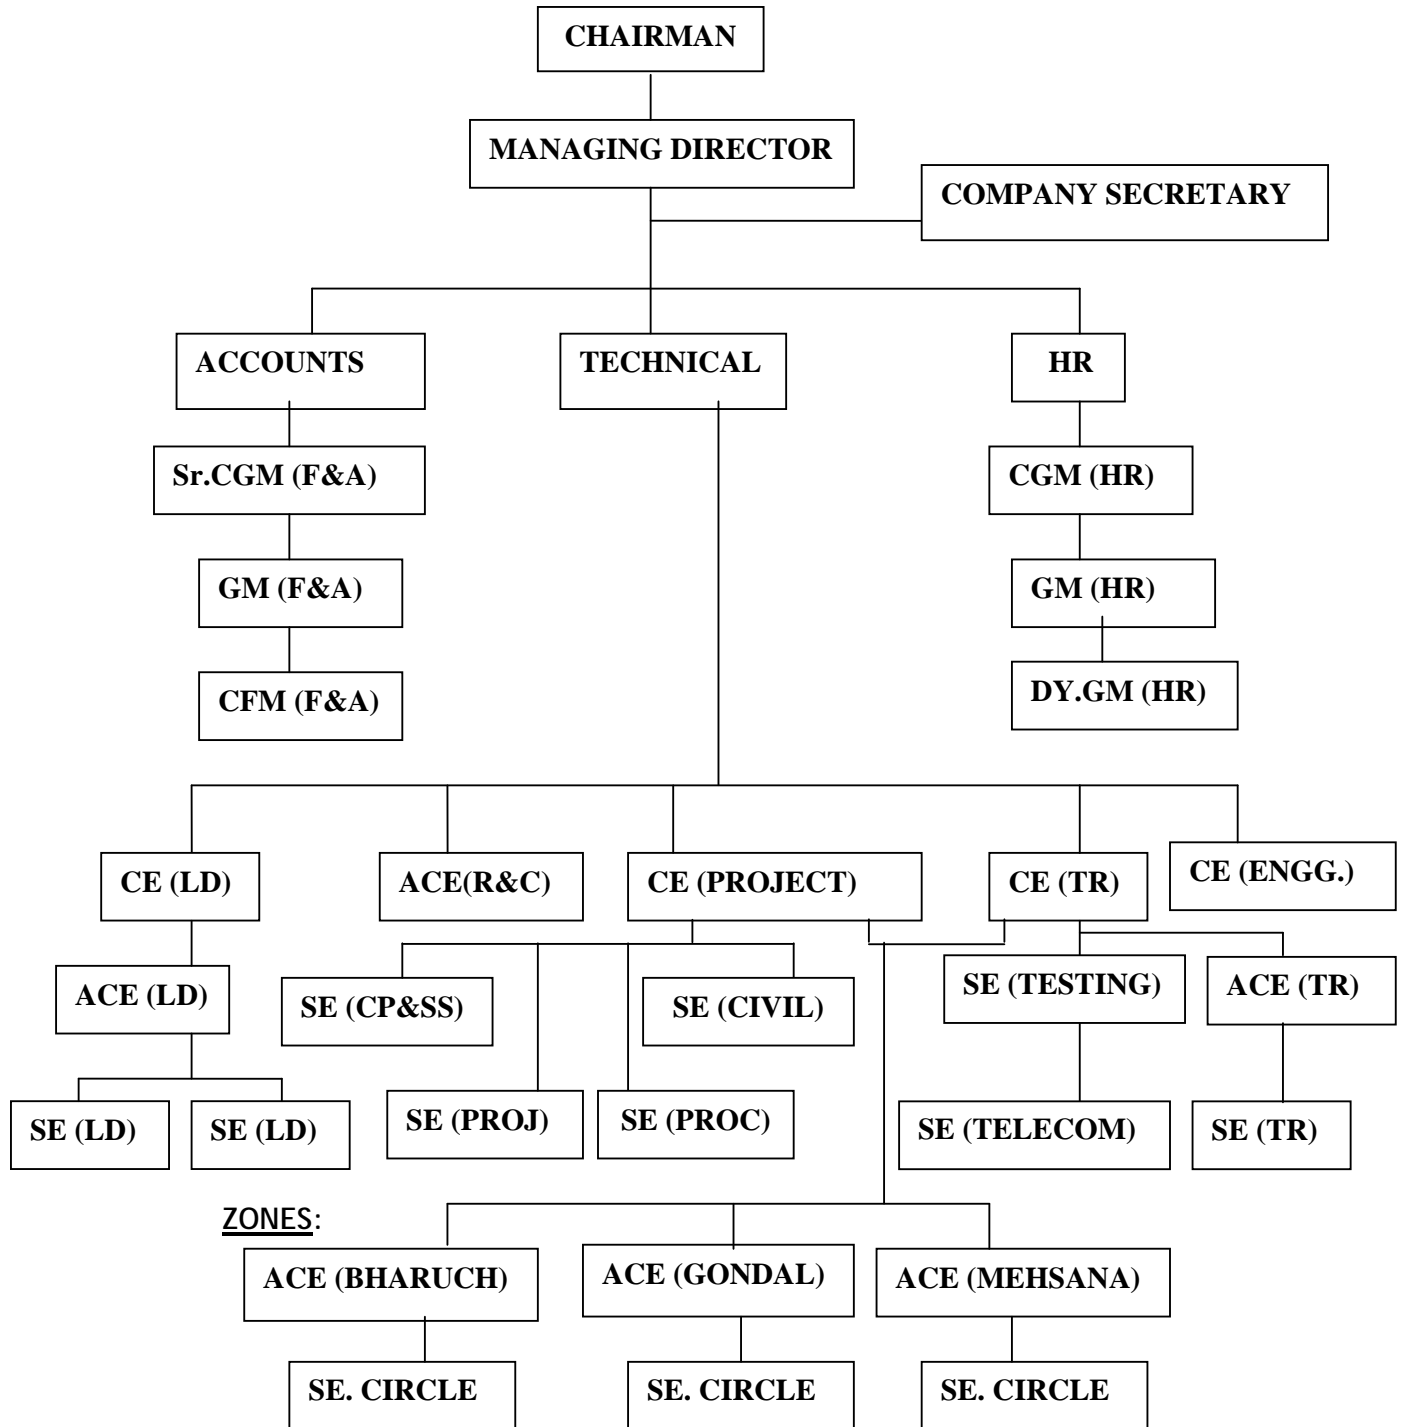 CHAIRMAN
MANAGING DIRECTOR
COMPANY SECRETARY
ACCOUNTS
TECHNICAL
HR
Sr.CGM (F&A)
CGM (HR)
GM (F&A)
GM (HR)
CFM (F&A)
DY.GM (HR)
CE (LD)
ACE(R&C)
CE (PROJECT)
CE (TR)
CE (ENGG.)
ACE (LD)
SE (CP&SS)
SE (CIVIL)
SE (TESTING)
ACE (TR)
SE (LD)
SE (LD)
SE (PROJ)
SE (PROC)
SE (TELECOM)
SE (TR)
ZONES:
ACE (BHARUCH)
ACE (GONDAL)
ACE (MEHSANA)
SE. CIRCLE
SE. CIRCLE
SE. CIRCLE